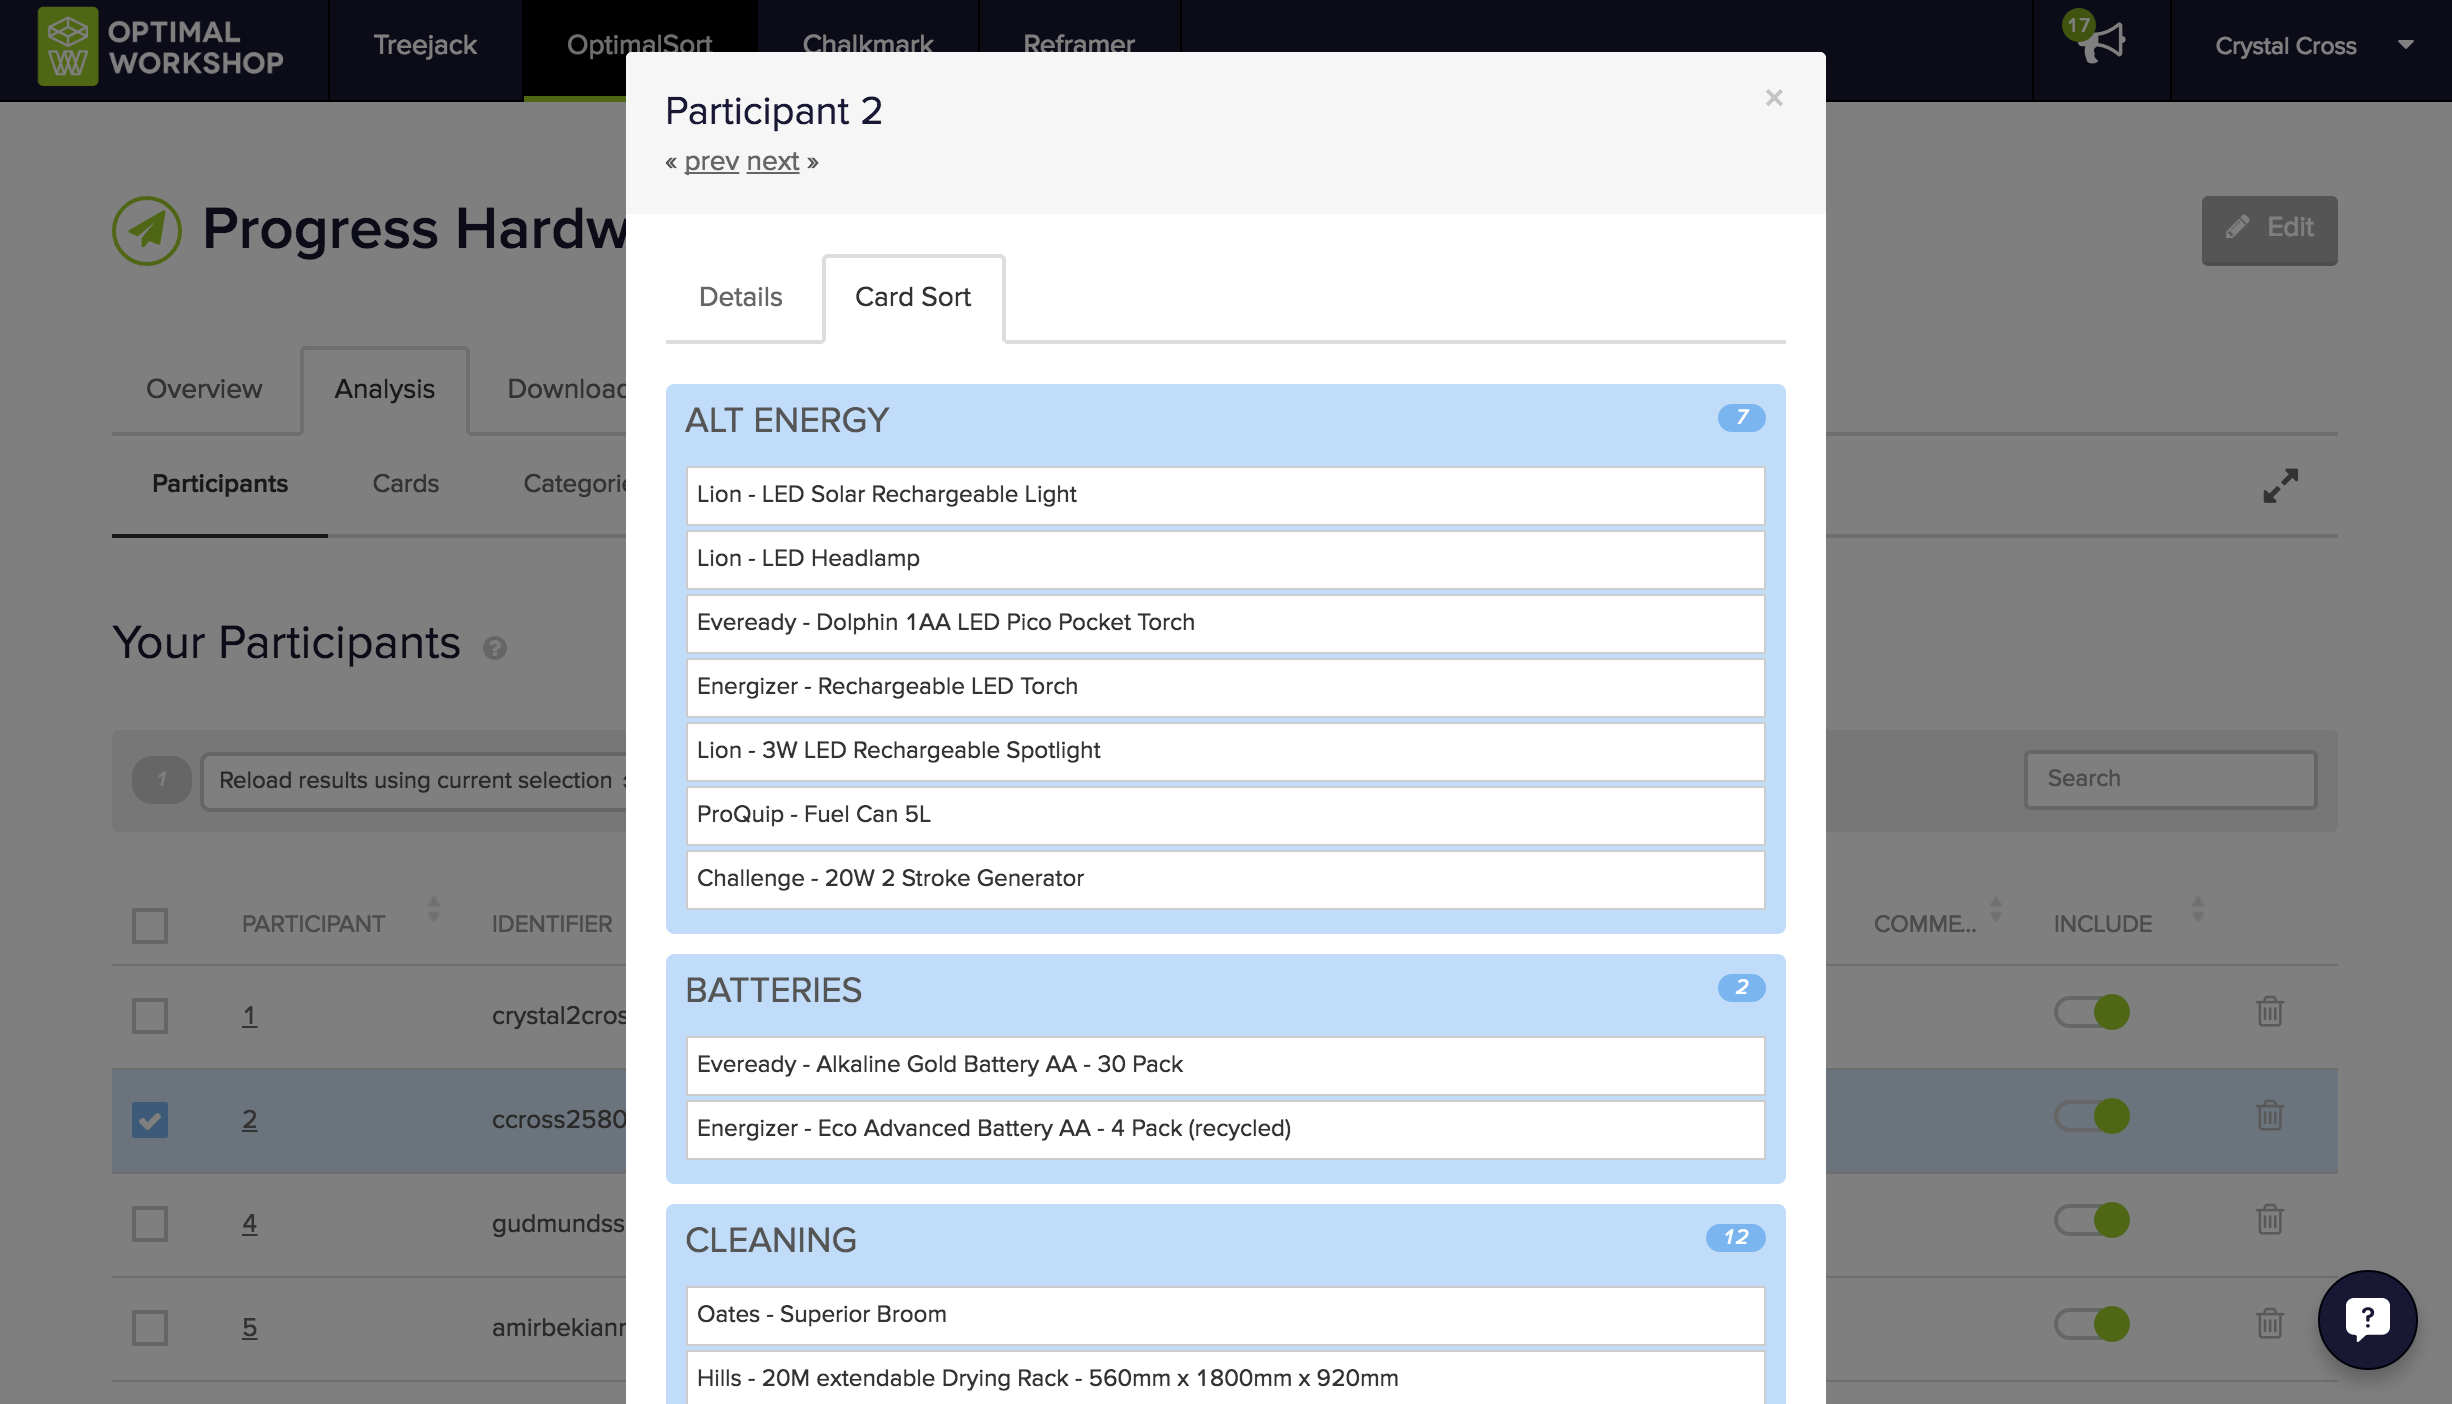 OPTIMAL
WORKSHOP
Treejack
OptimalSort
Chalkmark
Reframer
17
Crystal Cross
Participant 2
« prev next »
×
Progress Hardw
Edit
Details
Card Sort
Overview
Analysis
Download
Participants
Cards
Categorie
ALT ENERGY
7
Lion - LED Solar Rechargeable Light
Lion - LED Headlamp
Eveready - Dolphin 1AA LED Pico Pocket Torch
Energizer - Rechargeable LED Torch
Lion - 3W LED Rechargeable Spotlight
ProQuip - Fuel Can 5L
Challenge - 20W 2 Stroke Generator
Your Participants ?
1
Reload results using current selection
Search
PARTICIPANT
IDENTIFIER
COMME...
INCLUDE
1
crystal2cros
2
ccross2580
4
gudmundss
5
amirbekian
BATTERIES
2
Eveready - Alkaline Gold Battery AA - 30 Pack
Energizer - Eco Advanced Battery AA - 4 Pack (recycled)
CLEANING
12
Oates - Superior Broom
Hills - 20M extendable Drying Rack - 560mm x 1800mm x 920mm
?